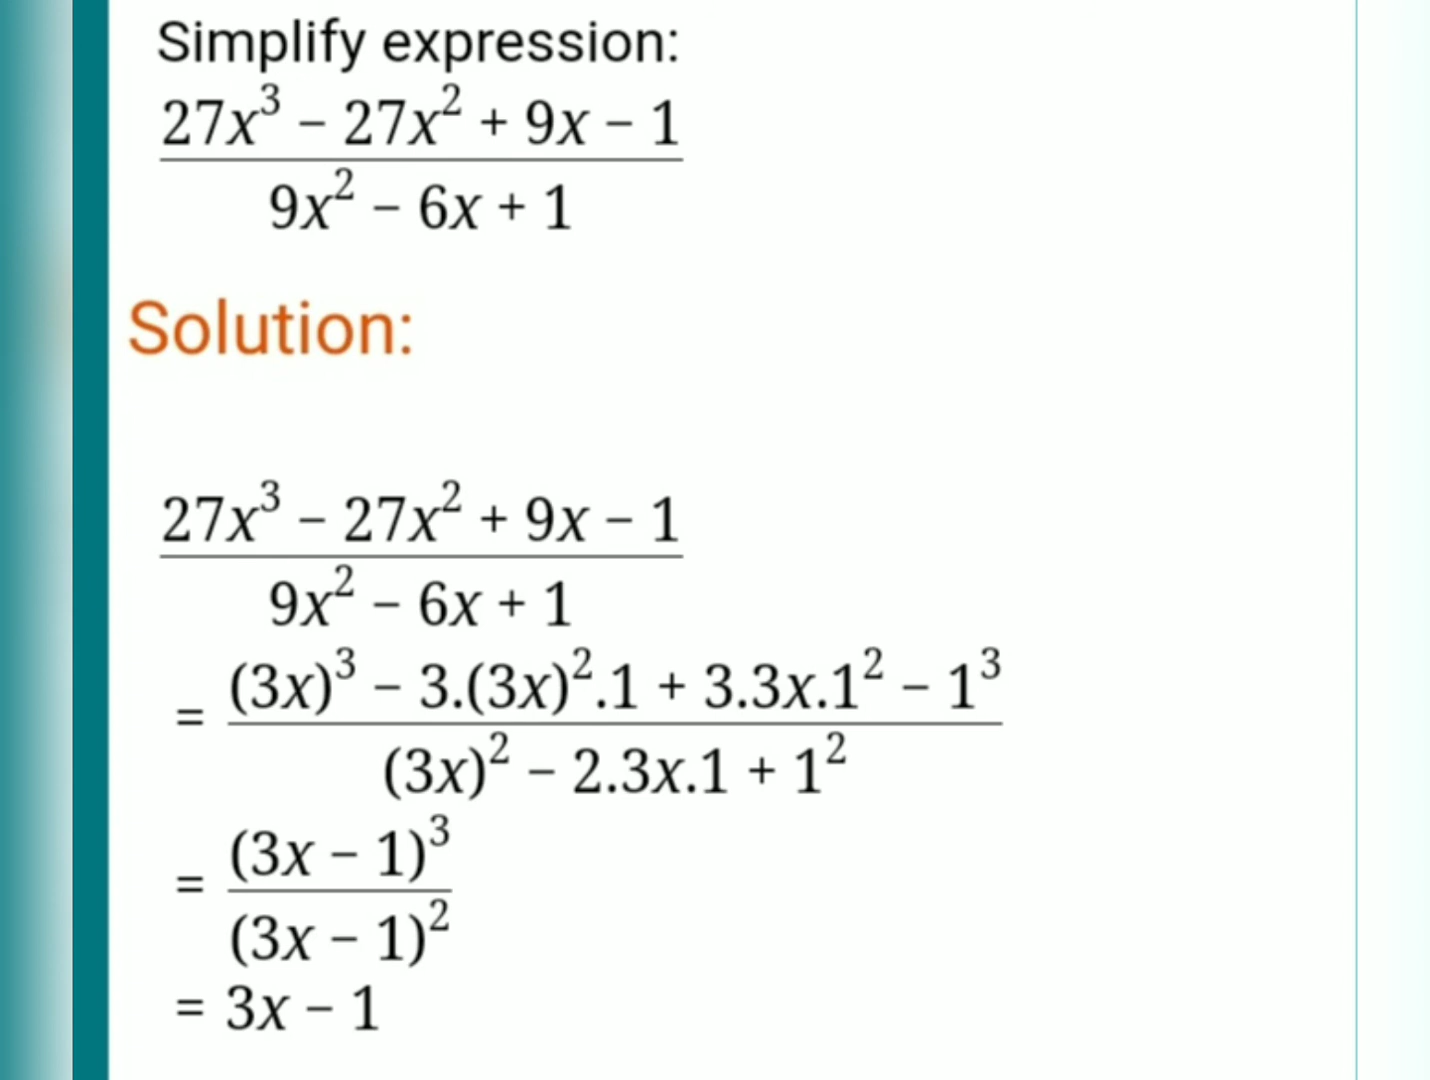 Simplify expression:
27x³ − 27x² + 9x − 1
9x² − 6x + 1
Solution:
27x³ − 27x² + 9x − 1
9x² − 6x + 1
= (3x)³ − 3.(3x)².1 + 3.3x.1² − 1³
(3x)² − 2.3x.1 + 1²
= (3x − 1)³
(3x − 1)²
= 3x − 1